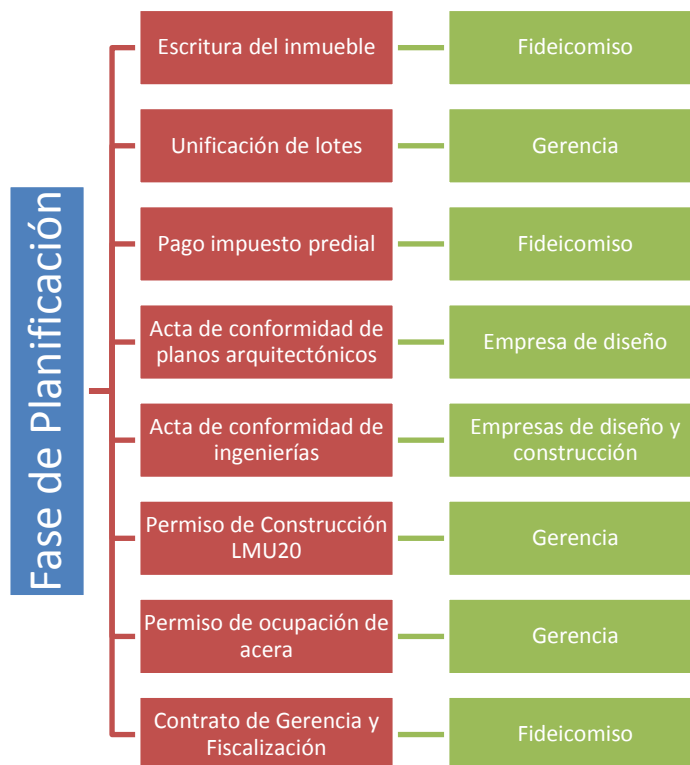 Fase de Planificación
Escritura del inmueble
Fideicomiso
Unificación de lotes
Gerencia
Pago impuesto predial
Fideicomiso
Acta de conformidad de
planos arquitectónicos
Empresa de diseño
Acta de conformidad de
ingenierías
Empresas de diseño y
construcción
Permiso de Construcción
LMU20
Gerencia
Permiso de ocupación de
acera
Gerencia
Contrato de Gerencia y
Fiscalización
Fideicomiso